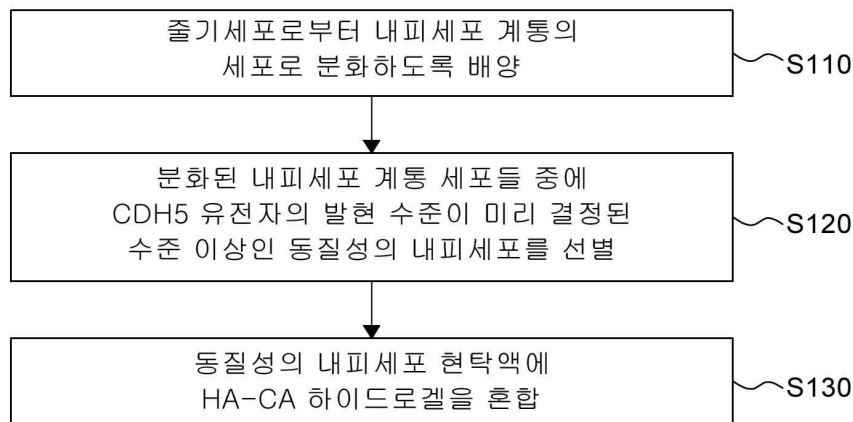 줄기세포로부터 내피세포 계통의
세포로 분화하도록 배양
S110
분화된 내피세포 계통 세포들 중에
CDH5 유전자의 발현 수준이 미리 결정된
수준 이상인 동질성의 내피세포를 선별
S120
동질성의 내피세포 현탁액에
HA-CA 하이드로겔을 혼합
S130